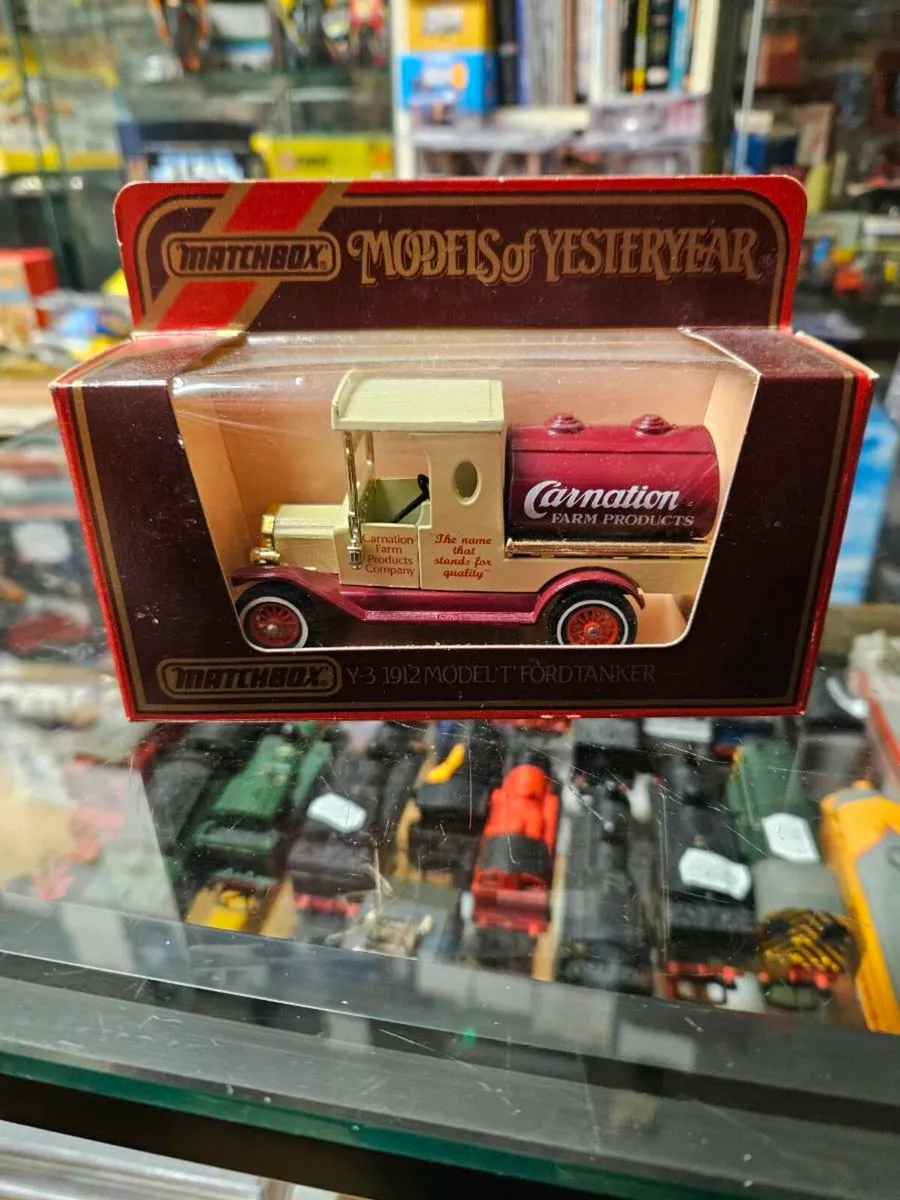 MATCHBOX
MODELS of YESTERYEAR®
Carnation
FARM PRODUCTS
Carnation
Farm
Products
Company
"The name
that
stands for
quality"
MATCHBOX
Y-3 1912 MODEL 'T' FORD TANKER